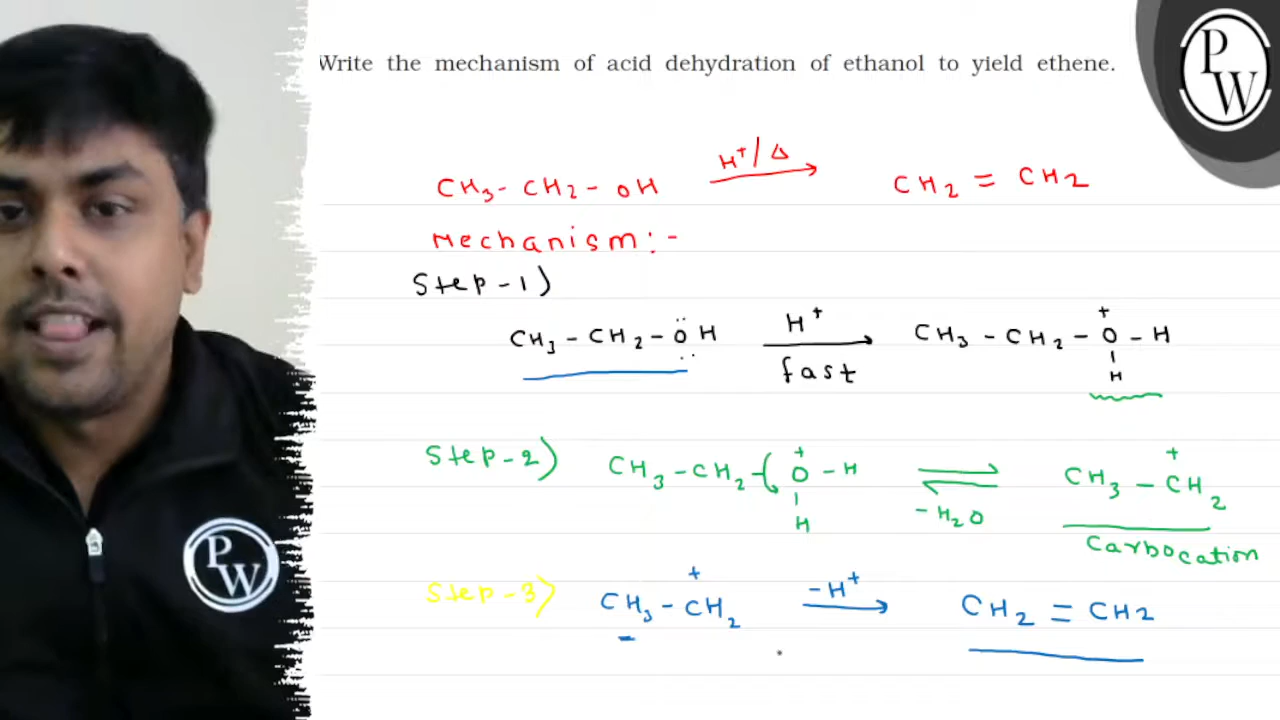 Write the mechanism of acid dehydration of ethanol to yield ethene.
PW
CH3 - CH2 - OH H+/Δ → CH2 = CH2
Mechanism:-
Step-1)
CH3 - CH2 - ÖH H+ fast → CH3 - CH2 - O+ - H
H
Step-2) CH3 - CH2 - O+ - H ⇌ -H2O CH3 - C+H2
H
Carbocation
Step-3) CH3 - C+H2 -H+ → CH2 = CH2
PW